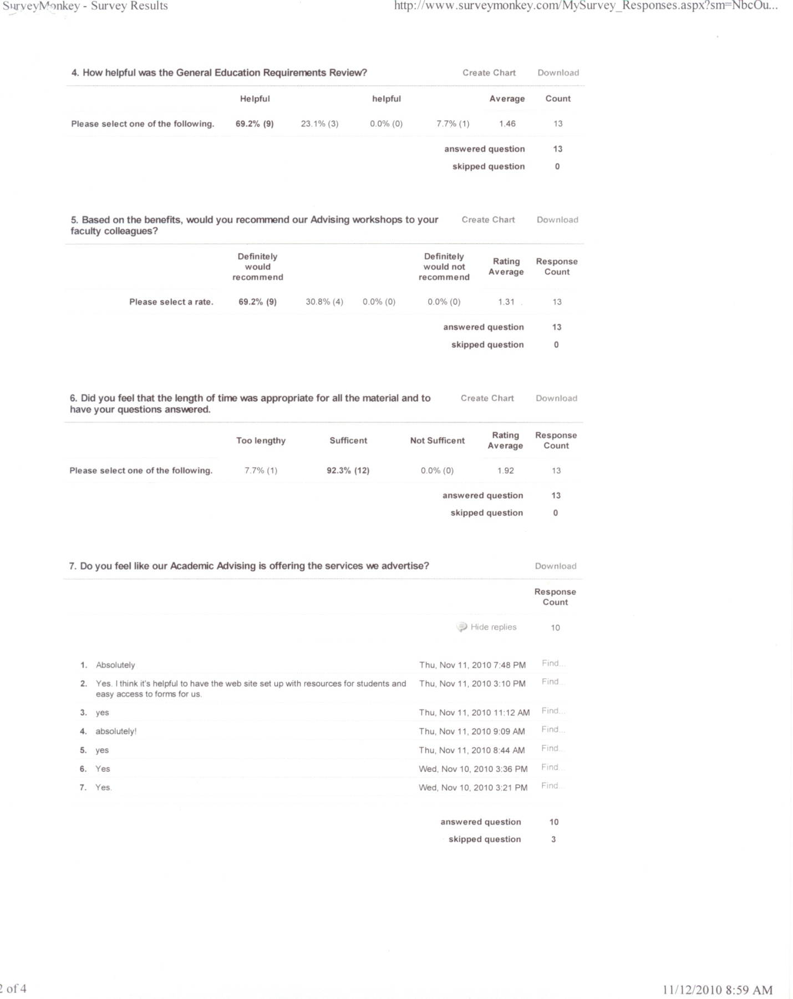 SurveyMonkey - Survey Results http://www.surveymonkey.com/MySurvey_Responses.aspx?sm=NbcOu...
4. How helpful was the General Education Requirements Review? Create Chart Download
Helpful helpful Average Count
Please select one of the following. 69.2% (9) 23.1% (3) 0.0% (0) 7.7% (1) 1.46 13
answered question 13
skipped question 0
5. Based on the benefits, would you recommend our Advising workshops to your Create Chart Download
faculty colleagues?
Definitely Definitely
would would not Rating Response
recommend recommend Average Count
Please select a rate. 69.2% (9) 30.8% (4) 0.0% (0) 0.0% (0) 1.31 13
answered question 13
skipped question 0
6. Did you feel that the length of time was appropriate for all the material and to Create Chart Download
have your questions answered.
Too lengthy Sufficent Not Sufficent Rating Response
Average Count
Please select one of the following. 7.7% (1) 92.3% (12) 0.0% (0) 1.92 13
answered question 13
skipped question 0
7. Do you feel like our Academic Advising is offering the services we advertise? Download
Response
Count
Hide replies 10
1. Absolutely Thu, Nov 11, 2010 7:48 PM Find...
2. Yes. I think it's helpful to have the web site set up with resources for students and Thu, Nov 11, 2010 3:10 PM Find...
easy access to forms for us.
3. yes Thu, Nov 11, 2010 11:12 AM Find...
4. absolutely! Thu, Nov 11, 2010 9:09 AM Find...
5. yes Thu, Nov 11, 2010 8:44 AM Find...
6. Yes Wed, Nov 10, 2010 3:36 PM Find...
7. Yes. Wed, Nov 10, 2010 3:21 PM Find...
answered question 10
skipped question 3
2 of 4 11/12/2010 8:59 AM